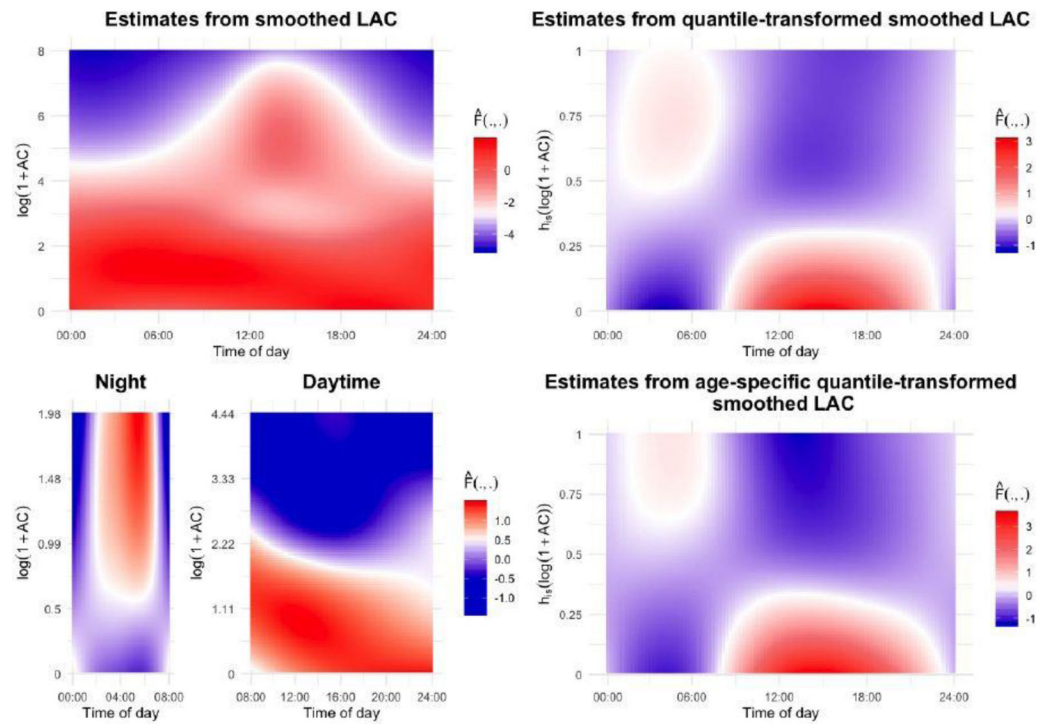 Estimates from smoothed LAC
8
6
4
2
0
log(1+AC)
00:00 06:00 12:00 18:00 24:00
Time of day
F̂(.,.)
0
-2
-4
Estimates from quantile-transformed smoothed LAC
1
0.75
0.5
0.25
0
hᵢₛ(log(1+AC))
00:00 06:00 12:00 18:00 24:00
Time of day
F̂(.,.)
3
2
1
0
-1
Night
1.98
1.48
0.99
0.5
0
log(1+AC)
00:00 04:00 08:00
Time of day
Daytime
4.44
3.33
2.22
1.11
0
log(1+AC)
08:00 12:00 16:00 20:00 24:00
Time of day
F̂(.,.)
1.0
0.5
0.0
-0.5
-1.0
Estimates from age-specific quantile-transformed
smoothed LAC
1
0.75
0.5
0.25
0
hᵢₛ(log(1+AC))
00:00 06:00 12:00 18:00 24:00
Time of day
F̂(.,.)
3
2
1
0
-1